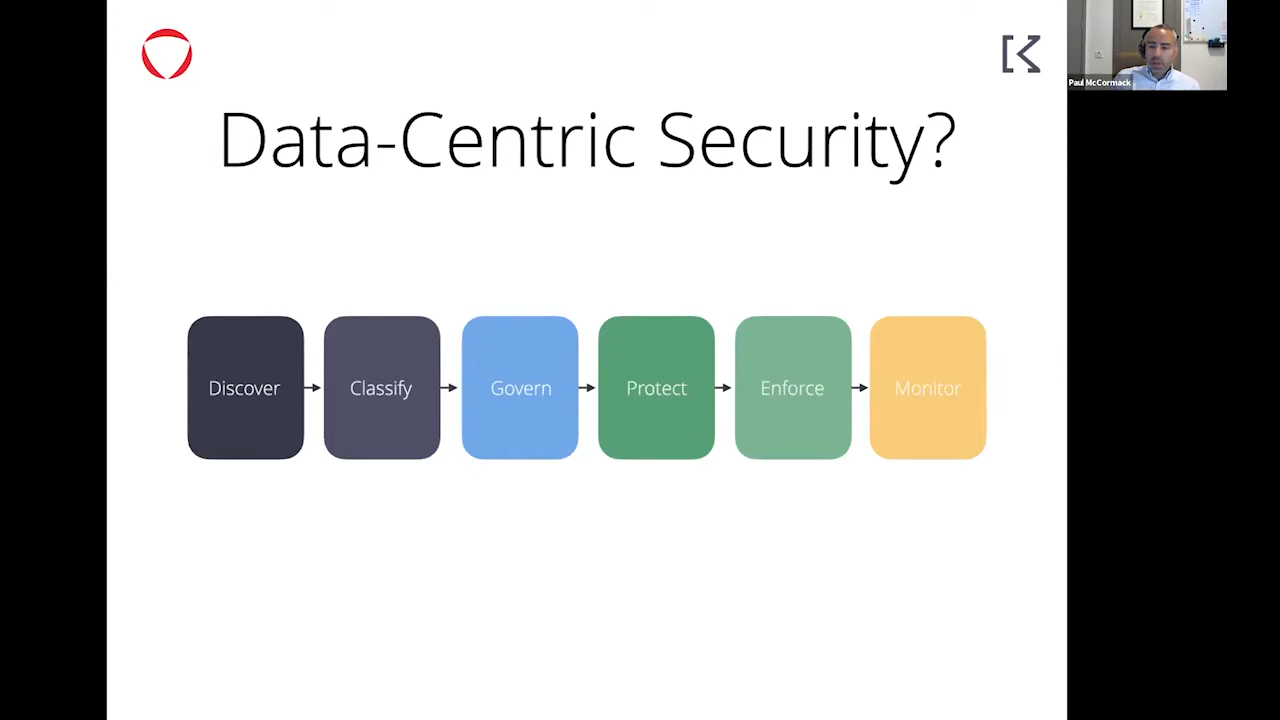 Data-Centric Security?
Paul McCormack
Discover
Classify
Govern
Protect
Enforce
Monitor